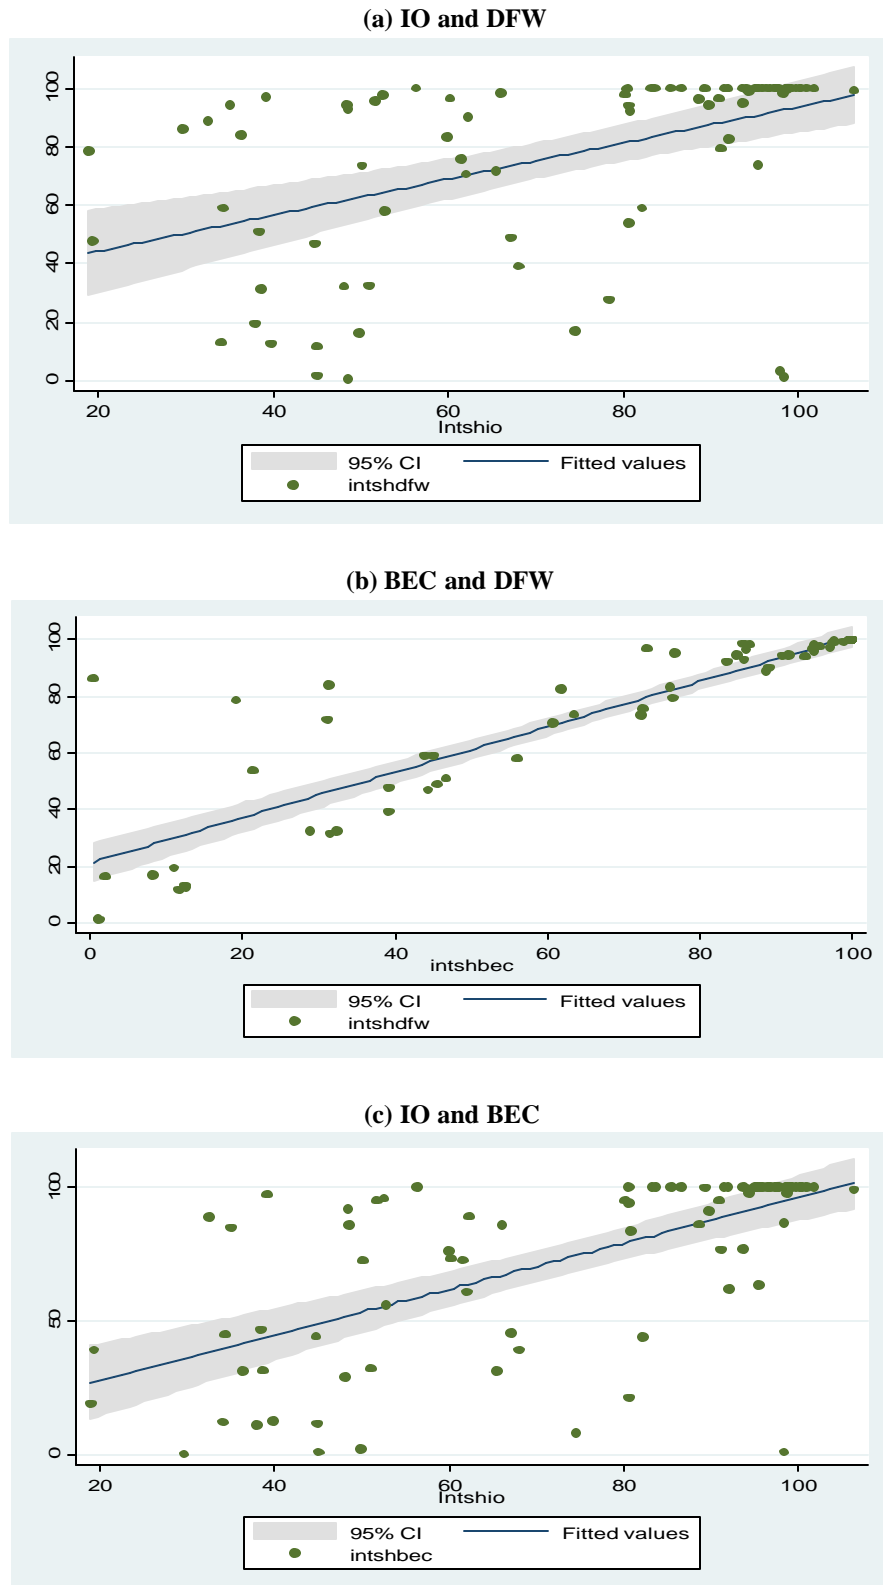 (a) IO and DFW
100
80
60
40
20
0
20 40 60 80 100
Intshio
95% CI Fitted values
intshdfw
(b) BEC and DFW
100
80
60
40
20
0
0 20 40 60 80 100
intshbec
95% CI Fitted values
intshdfw
(c) IO and BEC
100
50
0
20 40 60 80 100
Intshio
95% CI Fitted values
intshbec